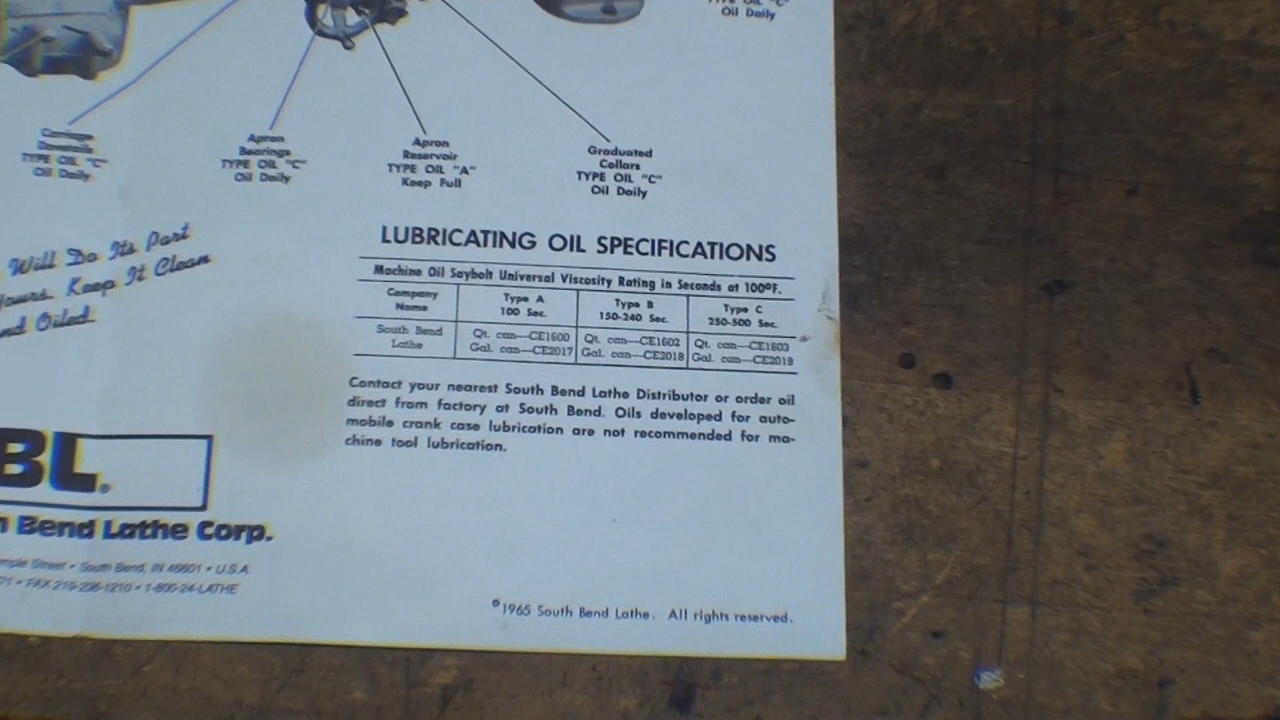 TYPE OIL "C"
Oil Daily
Carriage
Dovetails
TYPE OIL "C"
Oil Daily
Apron
Bearings
TYPE OIL "C"
Oil Daily
Apron
Reservoir
TYPE OIL "A"
Keep Full
Graduated
Collars
TYPE OIL "C"
Oil Daily
Will Do Its Part
Yours. Keep It Clean
nd Oiled.
LUBRICATING OIL SPECIFICATIONS
Machine Oil Saybolt Universal Viscosity Rating in Seconds at 100°F.
Company Name Type A 100 Sec. Type B 150-240 Sec. Type C 250-500 Sec.
South Bend Lathe Qt. can—CE1600 Gal. can—CE2017 Qt. can—CE1602 Gal. can—CE2018 Qt. can—CE1603 Gal. can—CE2019
Contact your nearest South Bend Lathe Distributor or order oil
direct from factory at South Bend. Oils developed for auto-
mobile crank case lubrication are not recommended for ma-
chine tool lubrication.
BL®
h Bend Lathe Corp.
mple Street • South Bend, IN 46601 • U.S.A.
71 • FAX 219-236-1210 • 1-800-24-LATHE
©1965 South Bend Lathe. All rights reserved.